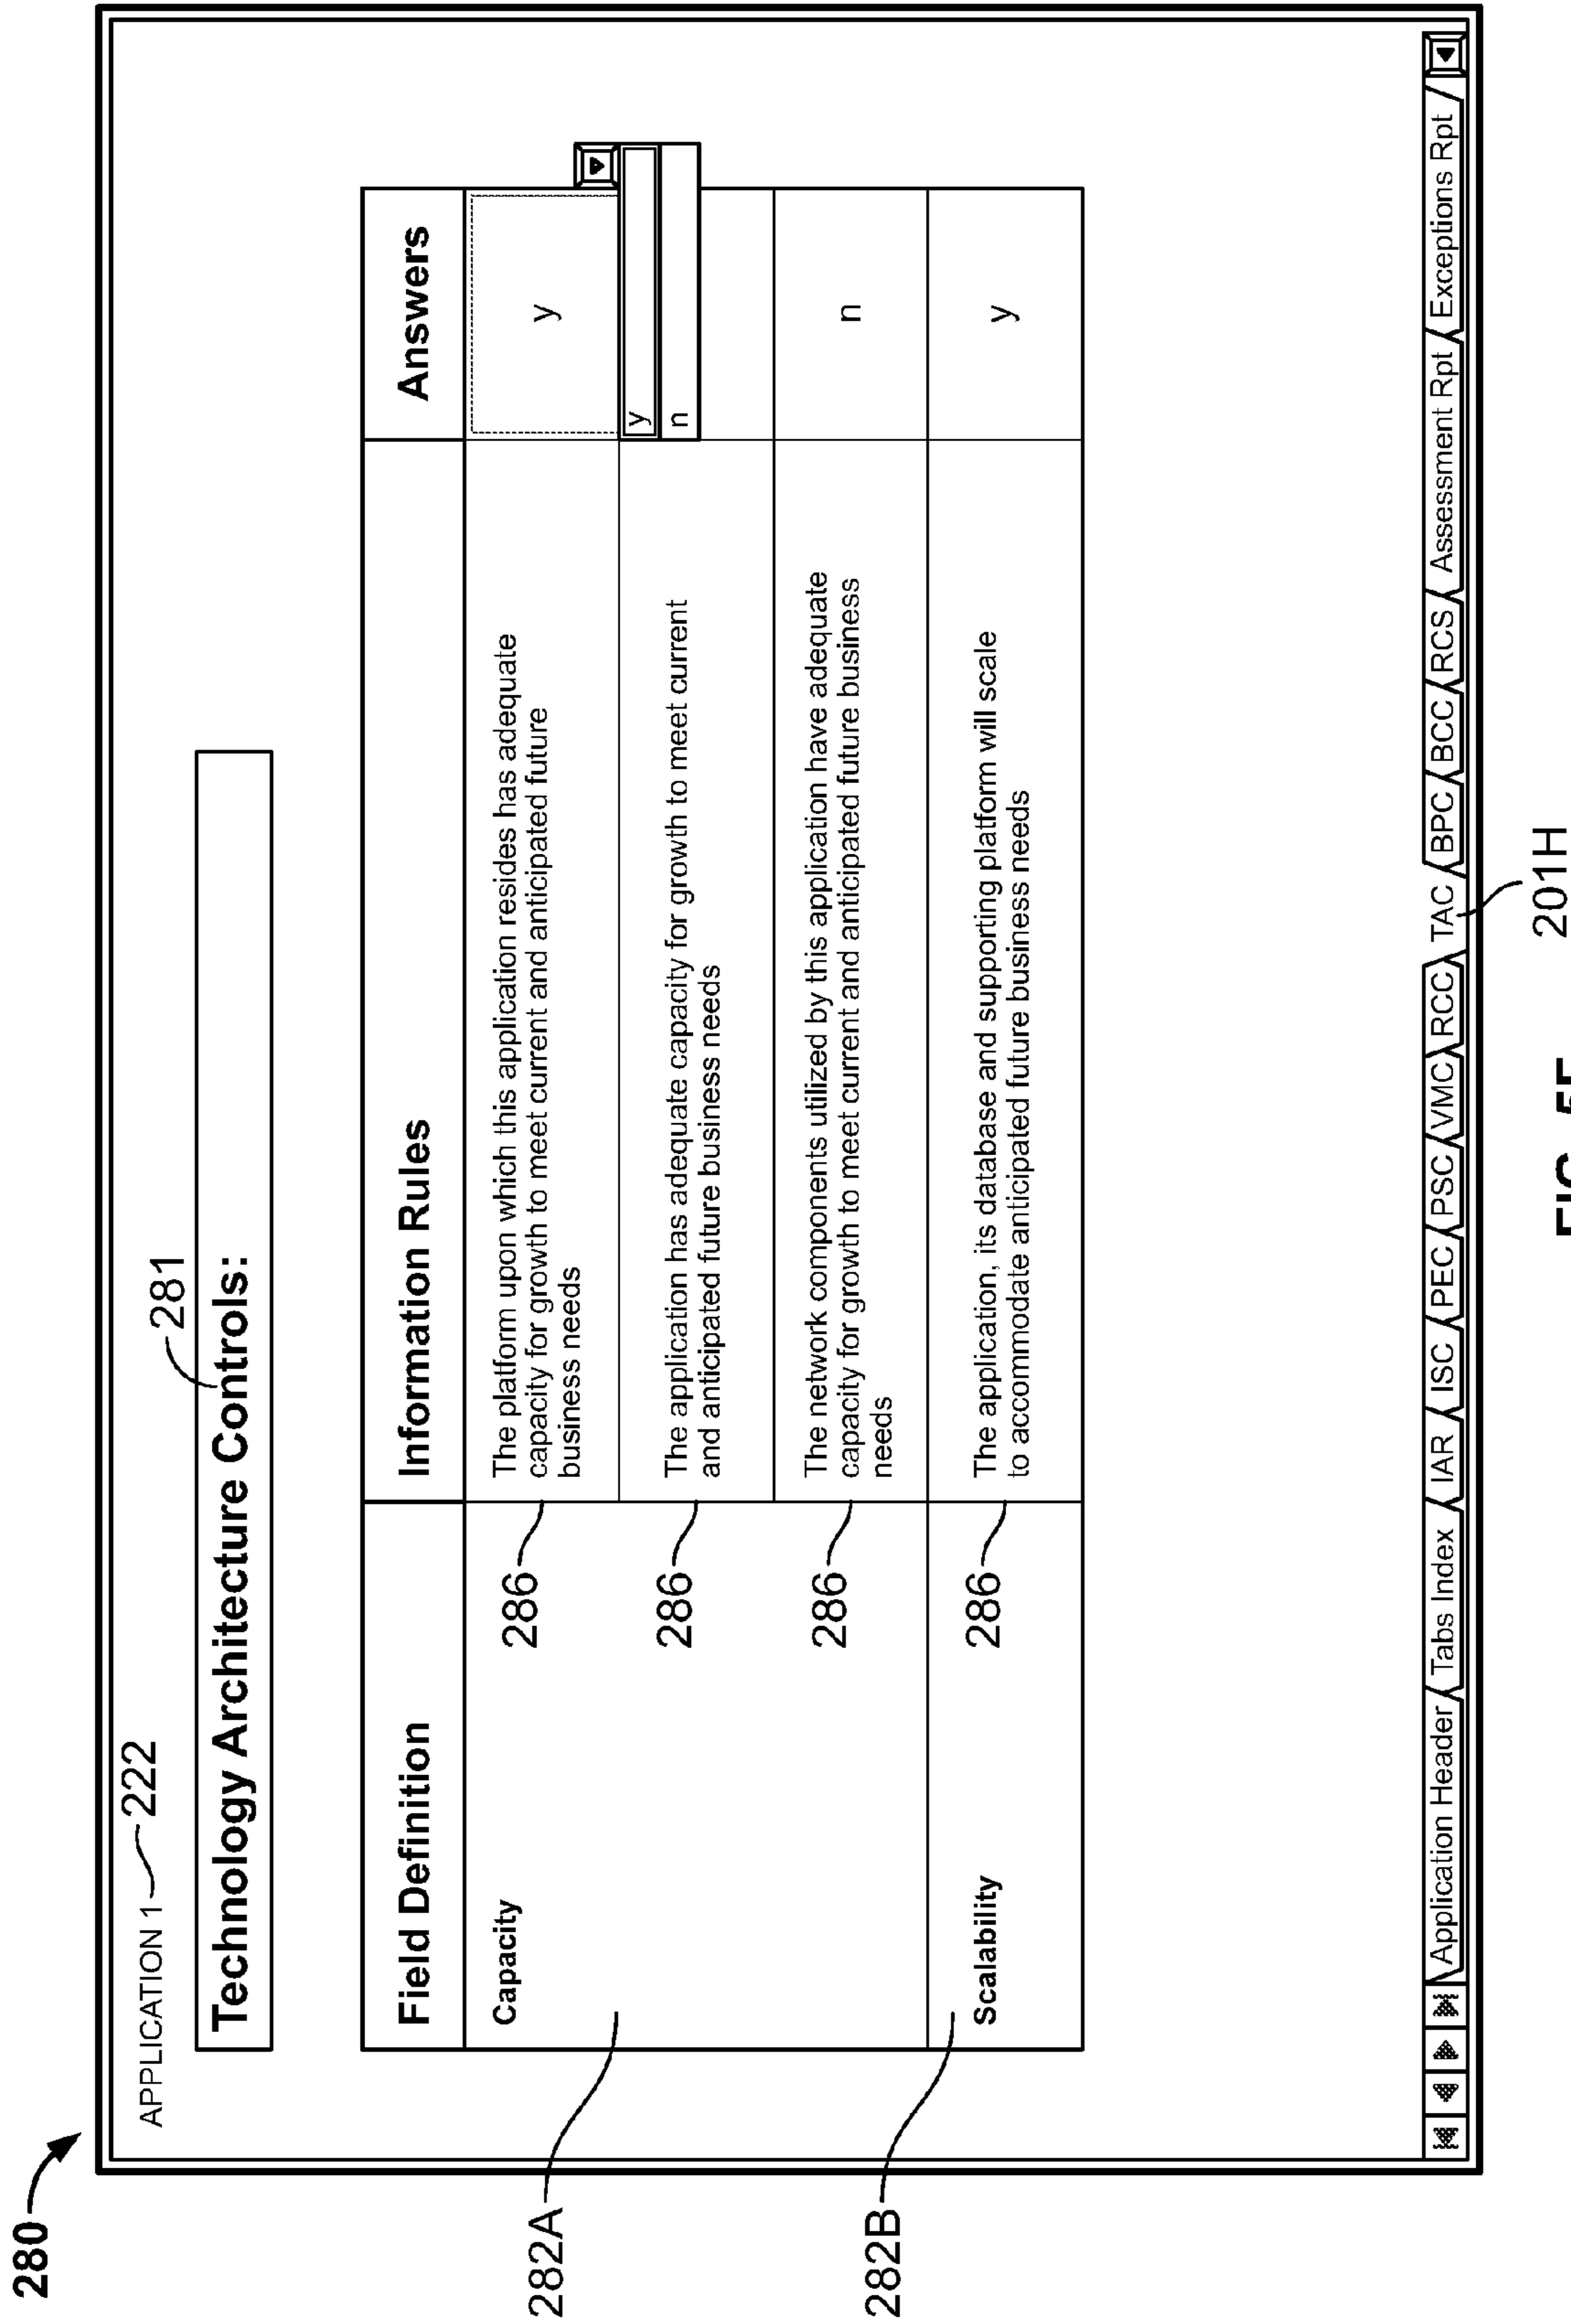 280
APPLICATION 1
222
281
Technology Architecture Controls:
Field Definition
Information Rules
Answers
Capacity
286
The platform upon which this application resides has adequate
capacity for growth to meet current and anticipated future
business needs
y
y
n
286
The application has adequate capacity for growth to meet current
and anticipated future business needs
286
The network components utilized by this application have adequate
capacity for growth to meet current and anticipated future business
needs
n
Scalability
286
The application, its database and supporting platform will scale
to accommodate anticipated future business needs
y
282A
282B
Application Header
Tabs Index
IAR
ISC
PEC
PSC
VMC
RCC
TAC
BPC
BCC
RCS
Assessment Rpt
Exceptions Rpt
201H